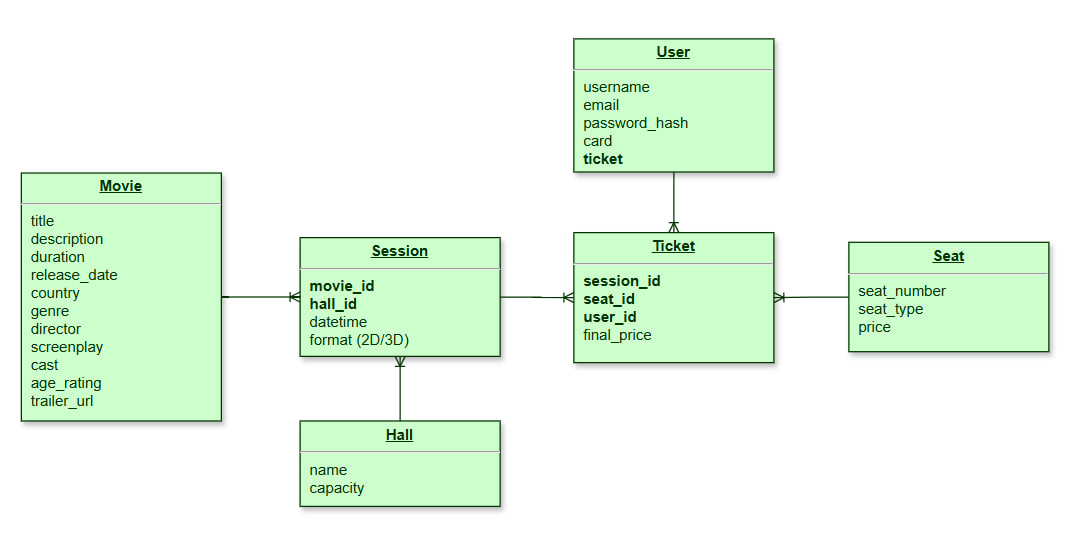 User
username
email
password_hash
card
ticket
Movie
title
description
duration
release_date
country
genre
director
screenplay
cast
age_rating
trailer_url
Session
movie_id
hall_id
datetime
format (2D/3D)
Ticket
session_id
seat_id
user_id
final_price
Seat
seat_number
seat_type
price
Hall
name
capacity